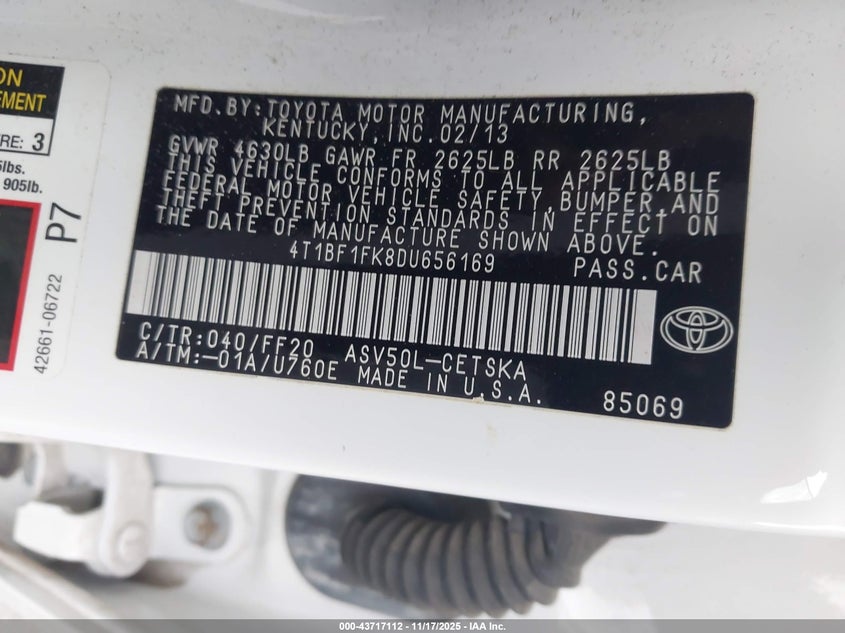 ON
EMENT
RE: 3
lbs.
905lb.
P7
42661-06722
MFD.BY:TOYOTA MOTOR MANUFACTURING,
KENTUCKY,INC.02/13
GVWR 4630LB GAWR FR 2625LB RR 2625LB
THIS VEHICLE CONFORMS TO ALL APPLICABLE
FEDERAL MOTOR VEHICLE SAFETY,BUMPER,AND
THEFT PREVENTION STANDARDS IN EFFECT ON
THE DATE OF MANUFACTURE SHOWN ABOVE.
4T1BF1FK8DU656169 PASS.CAR
C/TR:040/FF20 ASV50L-CETSKA
A/TM:-01A/U760E MADE IN U.S.A.
85069
000-43717112 - 11/17/2025 - IAA Inc.